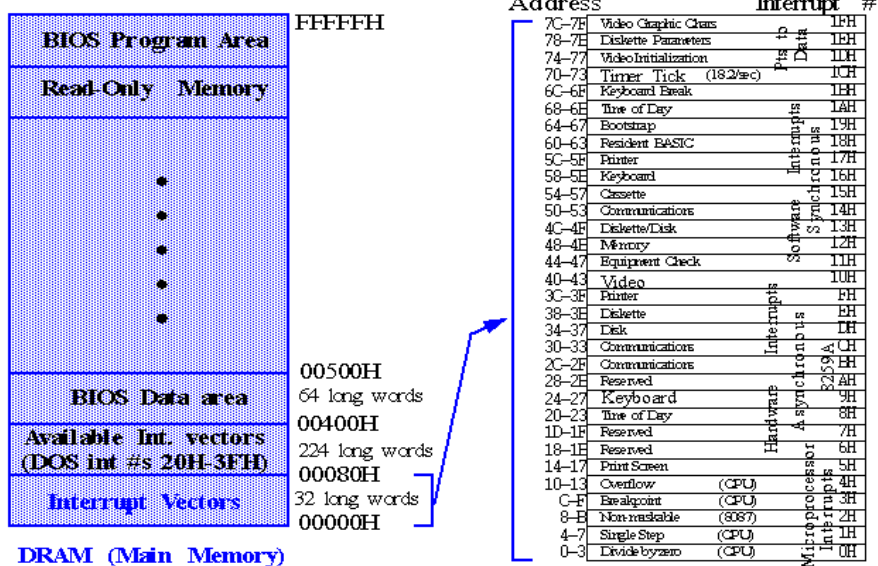 FFFFFH
BIOS Program Area
Read-Only Memory
00500H
BIOS Data area
64 long words
00400H
Available Int. vectors
(DOS int #s 20H-3FH)
224 long words
00080H
Interrupt Vectors
32 long words
00000H
DRAM (Main Memory)
Address Interrupt #
7C–7F Video Graphic Chars 1FH
78–7E Diskette Parameters 1EH
74–77 Video Initialization 1DH
70–73 Timer Tick (18.2/sec) 1CH
6C–6F Keyboard Break 1BH
68–6E Time of Day 1AH
64–67 Bootstrap 19H
60–63 Resident BASIC 18H
5C–5F Printer 17H
58–5E Keyboard 16H
54–57 Cassette 15H
50–53 Communications 14H
4C–4F Diskette/Disk 13H
48–4E Memory 12H
44–47 Equipment Check 11H
40–43 Video 10H
3C–3F Printer FH
38–3E Diskette EH
34–37 Disk DH
30–33 Communications CH
2C–2F Communications BH
28–2E Reserved AH
24–27 Keyboard 9H
20–23 Time of Day 8H
1D–1F Reserved 7H
18–1E Reserved 6H
14–17 Print Screen 5H
10–13 Overflow (CPU) 4H
C–F Breakpoint (CPU) 3H
8–B Non-maskable (8087) 2H
4–7 Single Step (CPU) 1H
0–3 Divide by zero (CPU) 0H
Pts to
Data
Software Interrupts
Synchronous
Hardware Interrupts
Asynchronous
8259A
Microprocessor
Interrupts